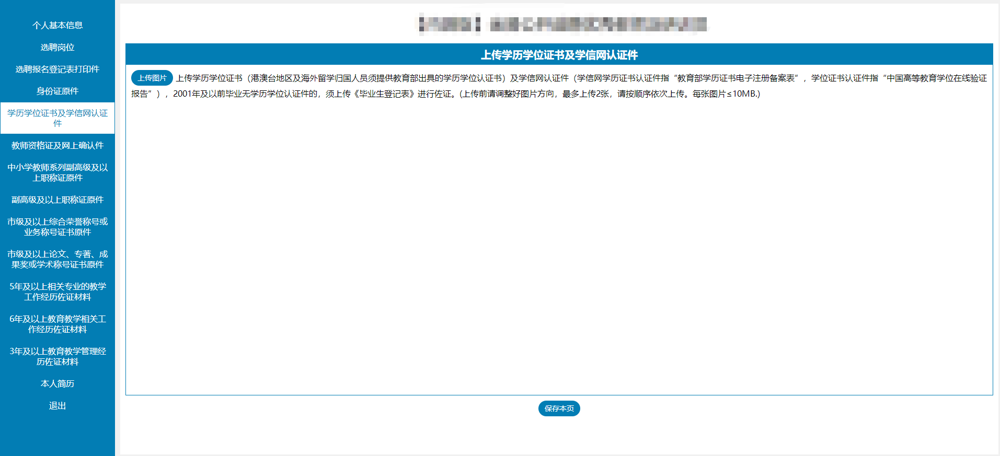 个人基本信息
选聘岗位
选聘报名登记表打印件
身份证原件
学历学位证书及学信网认证
件
教师资格证及网上确认件
中小学教师系列副高级及以
上职称证原件
副高级及以上职称证原件
市级及以上综合荣誉称号或
业务称号证书原件
市级及以上论文、专著、成
果奖或学术称号证书原件
5年及以上相关专业的教学
工作经历佐证材料
6年及以上教育教学相关工
作经历佐证材料
3年及以上教育教学管理经
历佐证材料
本人简历
退出
上传学历学位证书及学信网认证件
上传图片 上传学历学位证书（港澳台地区及海外留学归国人员须提供教育部出具的学历学位认证书）及学信网认证件（学信网学历证书认证件指“教育部学历证书电子注册备案表”，学位证书认证件指“中国高等教育学位在线验证
报告”），2001年及以前毕业无学历学位认证件的，须上传《毕业生登记表》进行佐证。(上传前请调整好图片方向，最多上传2张，请按顺序依次上传。每张图片≤10MB.)
保存本页